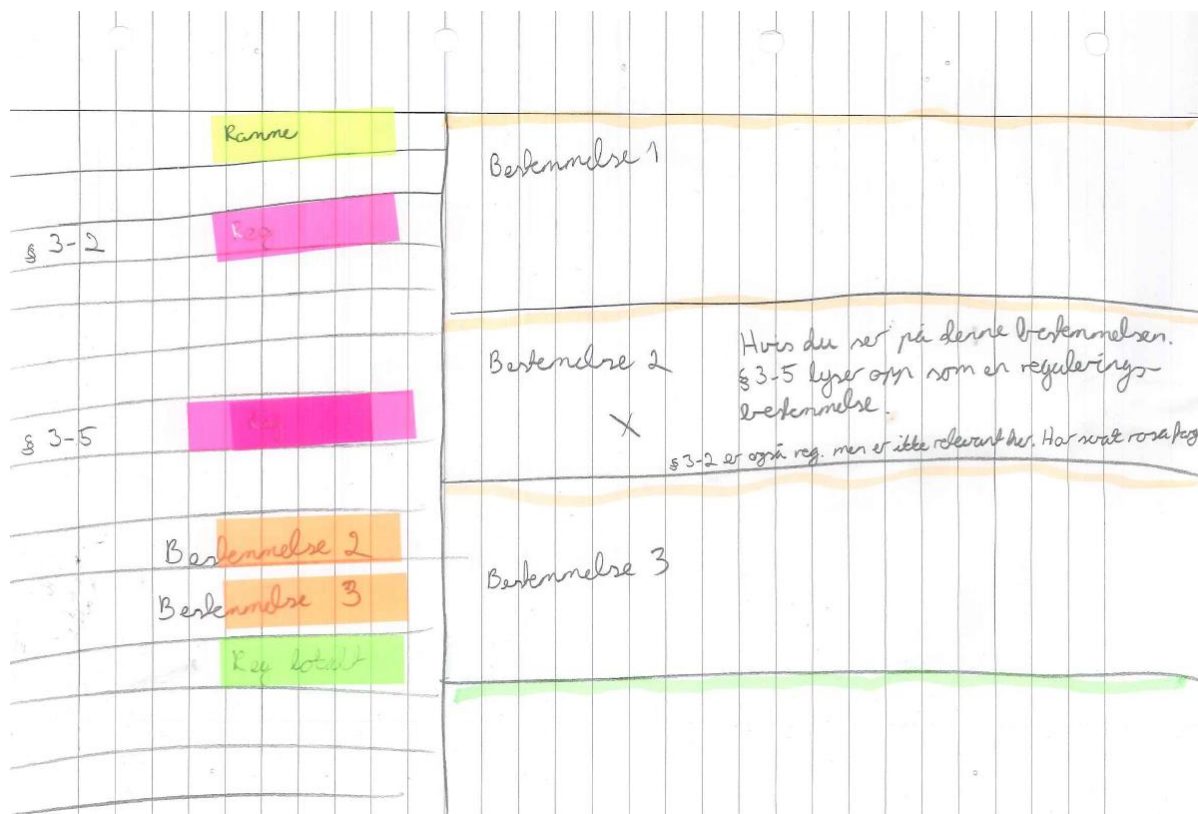 Ramme
§ 3-2
Reg
§ 3-5
Reg
Bestemmelse 2
Bestemmelse 3
Reg totalt
Bestemmelse 1
Bestemelse 2
Hvis du ser på denne bestemmelsen.
§ 3-5 lyser opp som en regulerings-
bestemmelse.
X
§ 3-2 er også reg. men er ikke relevant her. Har svak rosa farg
Bestemmelse 3